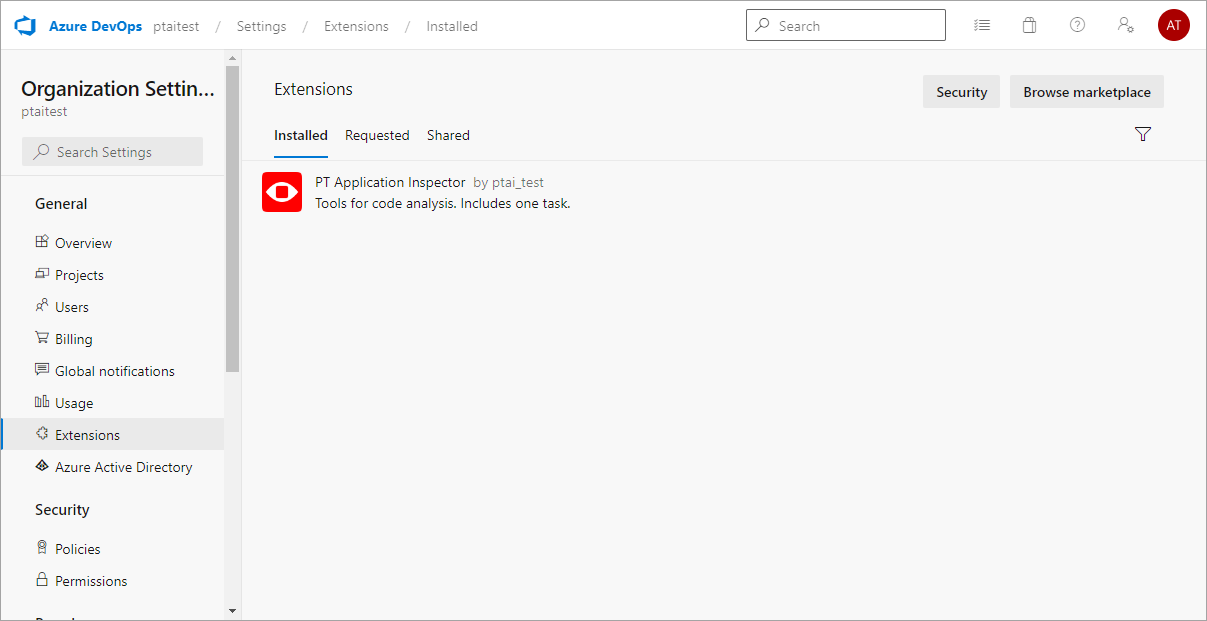 Azure DevOps ptaitest / Settings / Extensions / Installed
Search
AT
Organization Settin...
ptaitest
Search Settings
General
Overview
Projects
Users
Billing
Global notifications
Usage
Extensions
Azure Active Directory
Security
Policies
Permissions
Extensions
Security
Browse marketplace
Installed
Requested
Shared
PT Application Inspector by ptai_test
Tools for code analysis. Includes one task.